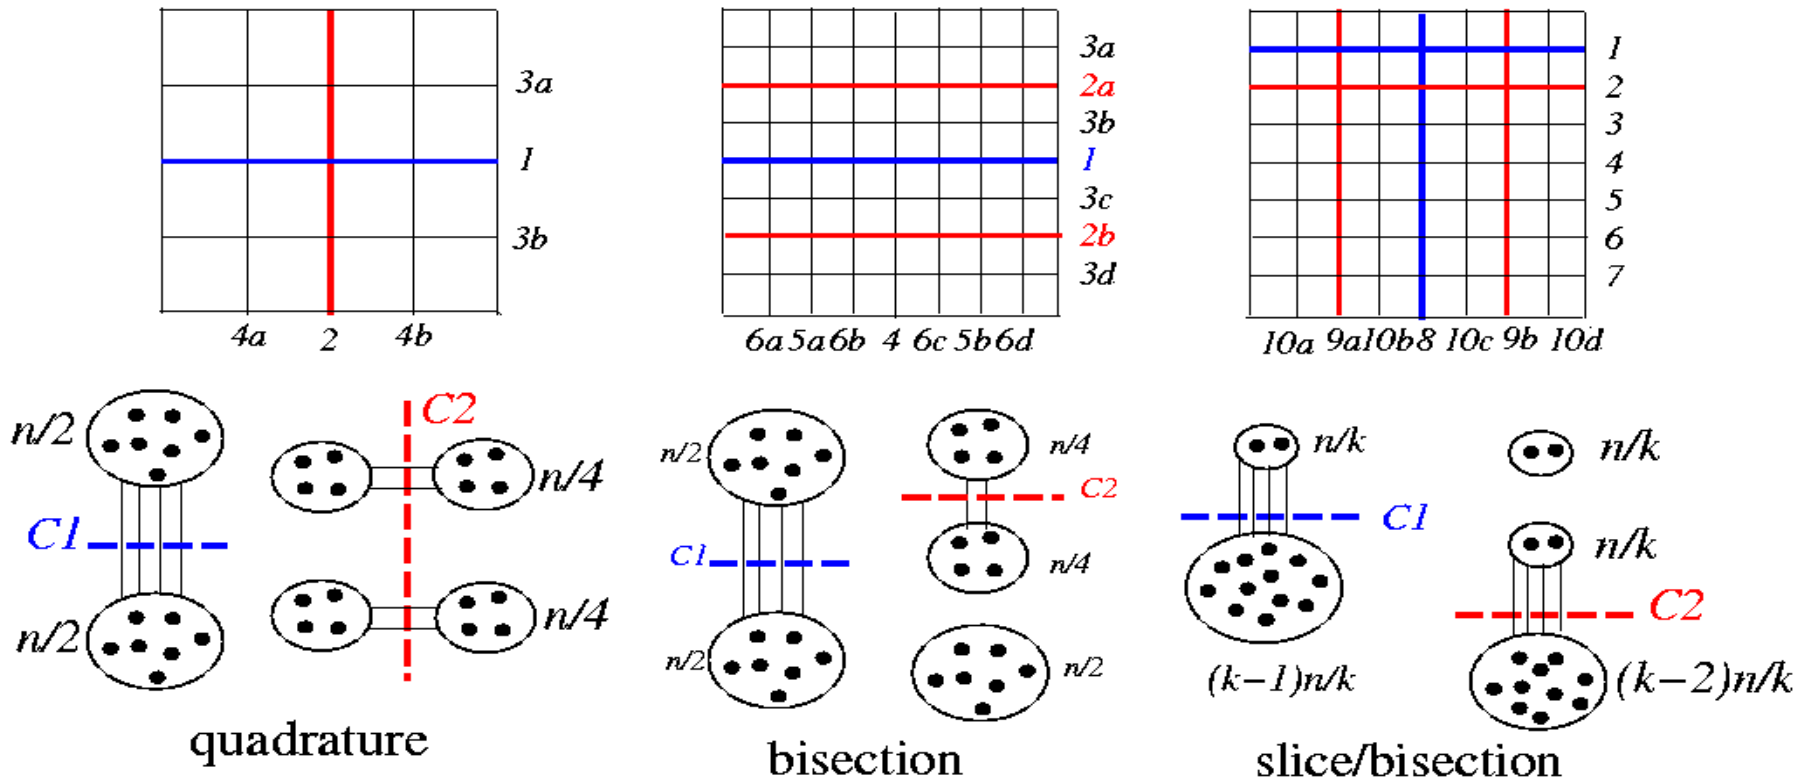 3a
1
3b
4a 2 4b
3a
2a
3b
1
3c
2b
3d
6a 5a 6b 4 6c 5b 6d
1
2
3
4
5
6
7
10a 9a 10b 8 10c 9b 10d
n/2
C1
n/2
C2
n/4
n/4
quadrature
n/2
C1
n/2
n/4
C2
n/4
n/2
bisection
n/k
C1
(k-1)n/k
n/k
n/k
C2
(k-2)n/k
slice/bisection